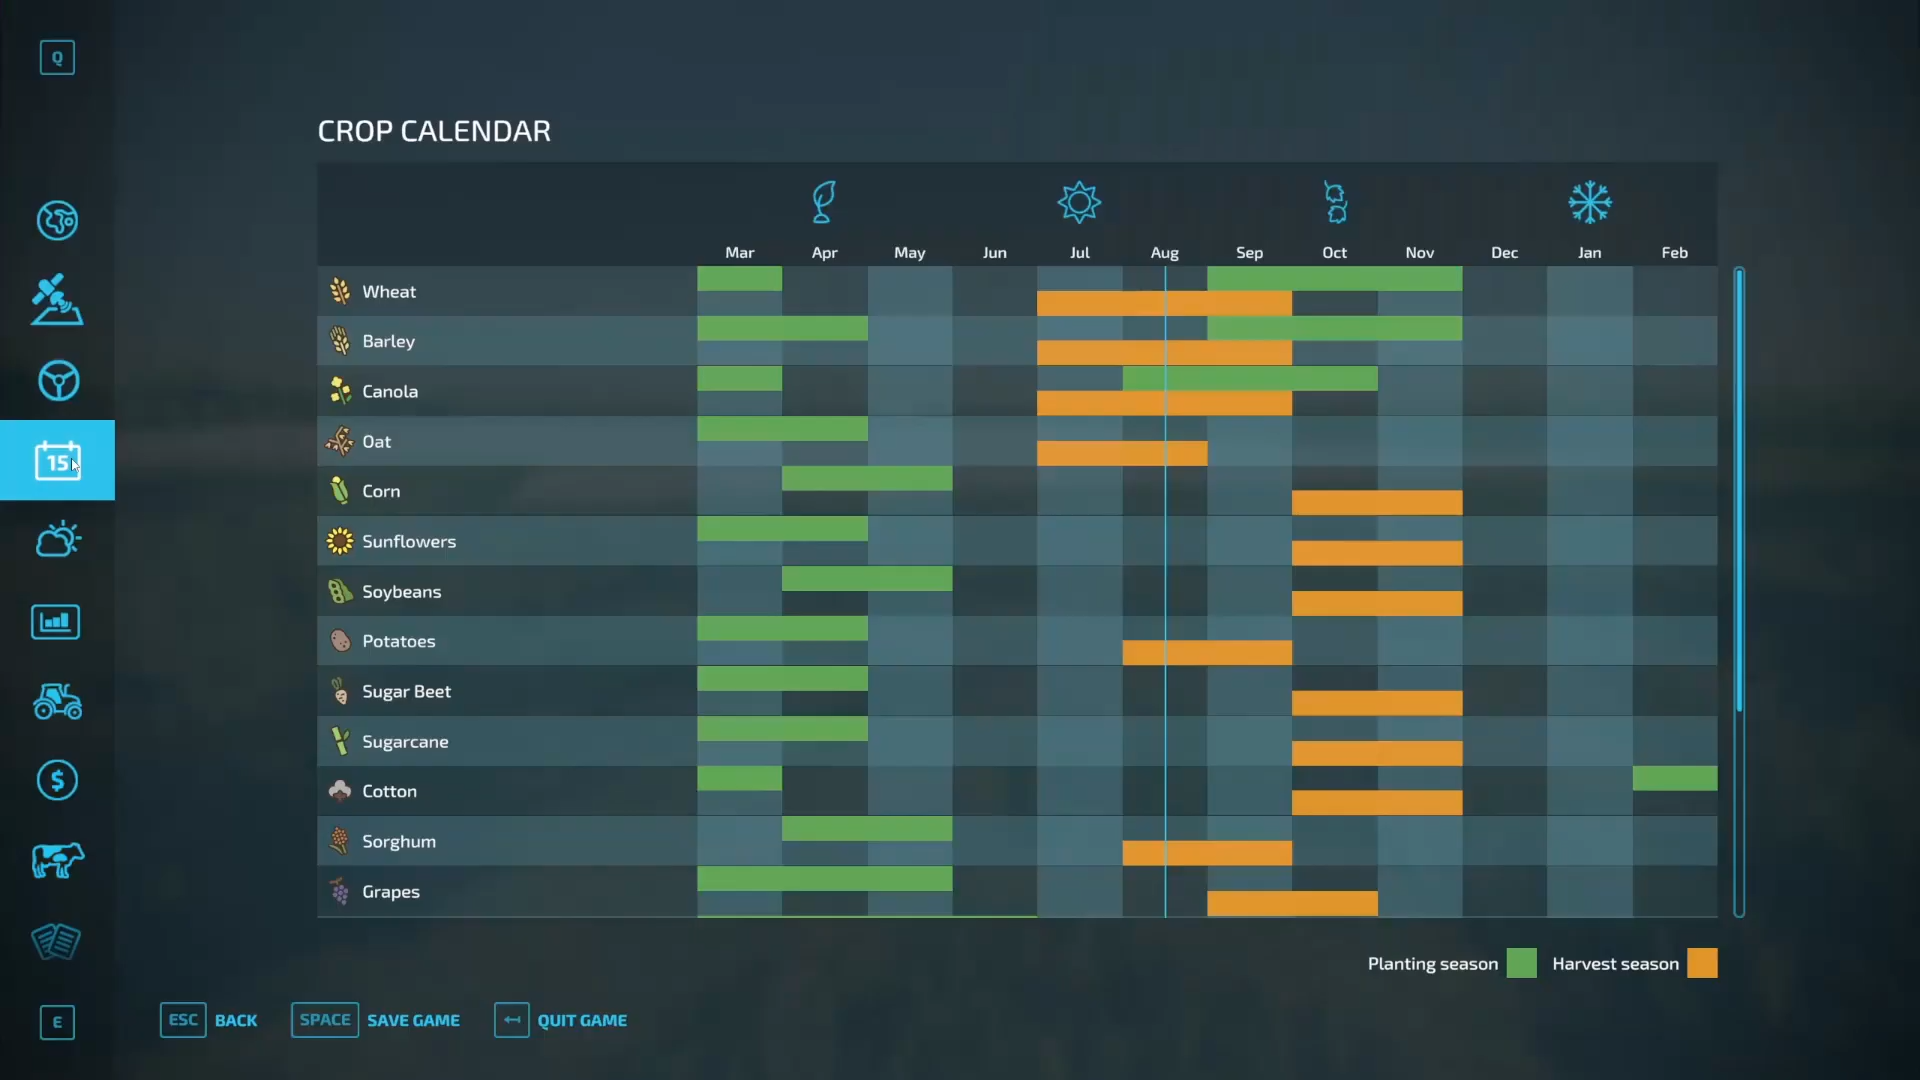 Q
CROP CALENDAR
Mar Apr May Jun Jul Aug Sep Oct Nov Dec Jan Feb
Wheat
Barley
Canola
15
Oat
Corn
Sunflowers
Soybeans
Potatoes
Sugar Beet
Sugarcane
$
Cotton
Sorghum
Grapes
Planting season Harvest season
E
ESC BACK SPACE SAVE GAME QUIT GAME